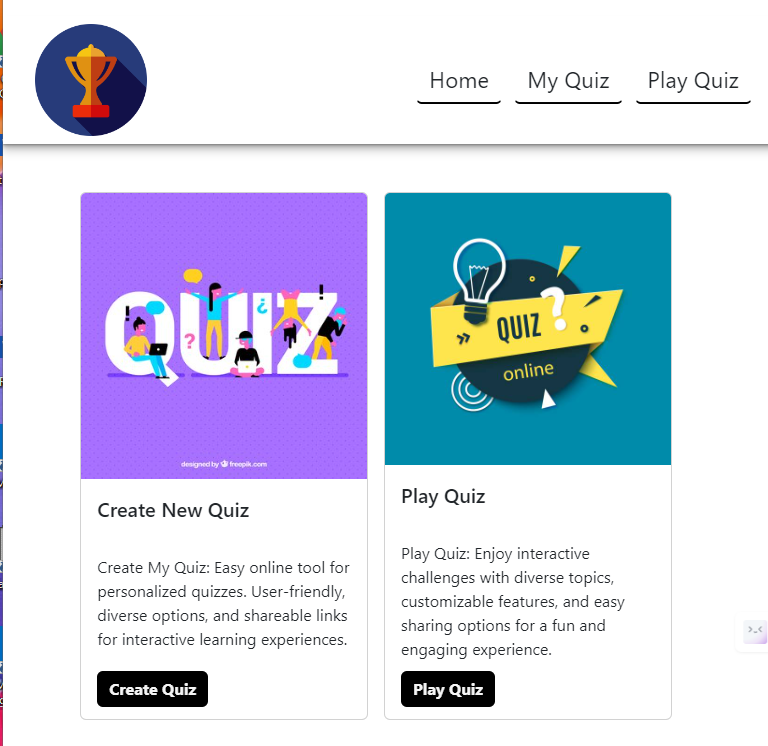 Home My Quiz Play Quiz
QUIZ
designed by freepik.com
QUIZ
online
Create New Quiz
Create My Quiz: Easy online tool for
personalized quizzes. User-friendly,
diverse options, and shareable links
for interactive learning experiences.
Create Quiz
Play Quiz
Play Quiz: Enjoy interactive
challenges with diverse topics,
customizable features, and easy
sharing options for a fun and
engaging experience.
Play Quiz